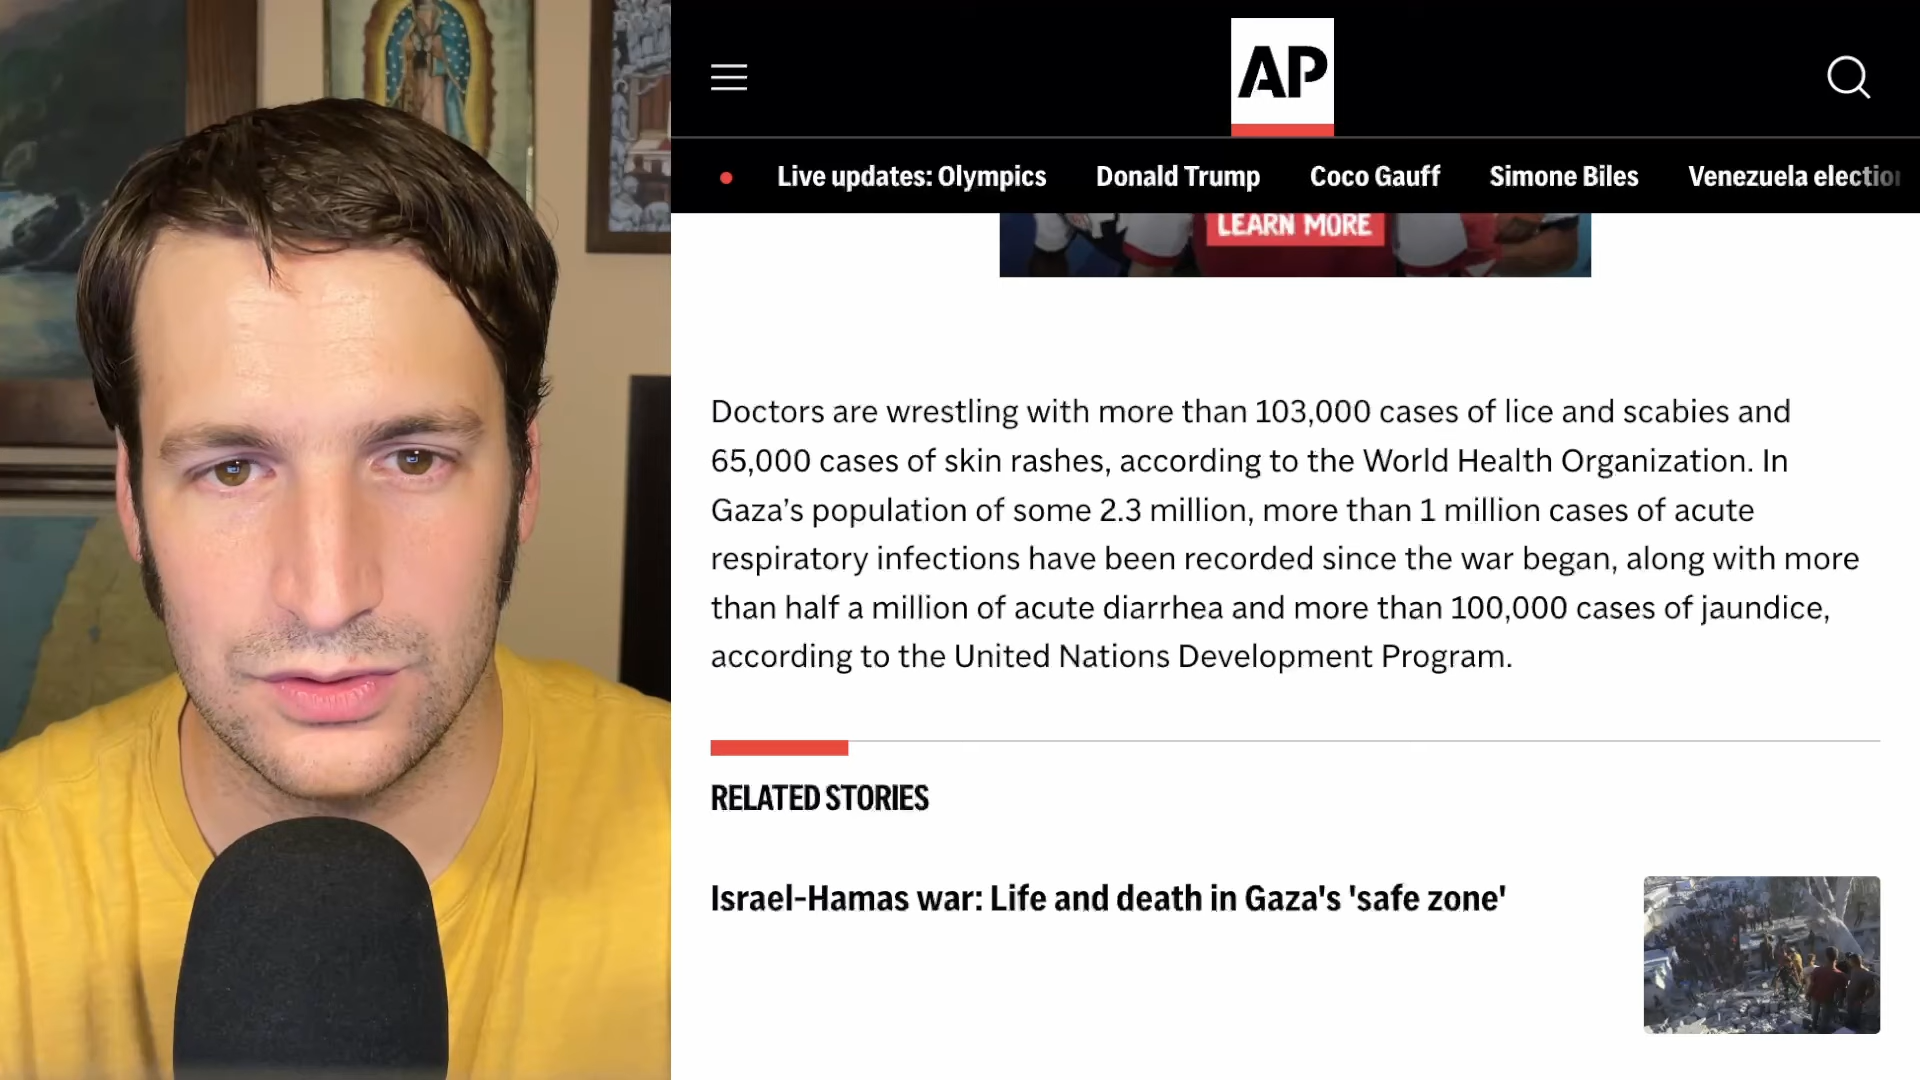 AP
Live updates: Olympics Donald Trump Coco Gauff Simone Biles Venezuela election
LEARN MORE
Doctors are wrestling with more than 103,000 cases of lice and scabies and
65,000 cases of skin rashes, according to the World Health Organization. In
Gaza’s population of some 2.3 million, more than 1 million cases of acute
respiratory infections have been recorded since the war began, along with more
than half a million of acute diarrhea and more than 100,000 cases of jaundice,
according to the United Nations Development Program.
RELATED STORIES
Israel-Hamas war: Life and death in Gaza's 'safe zone'